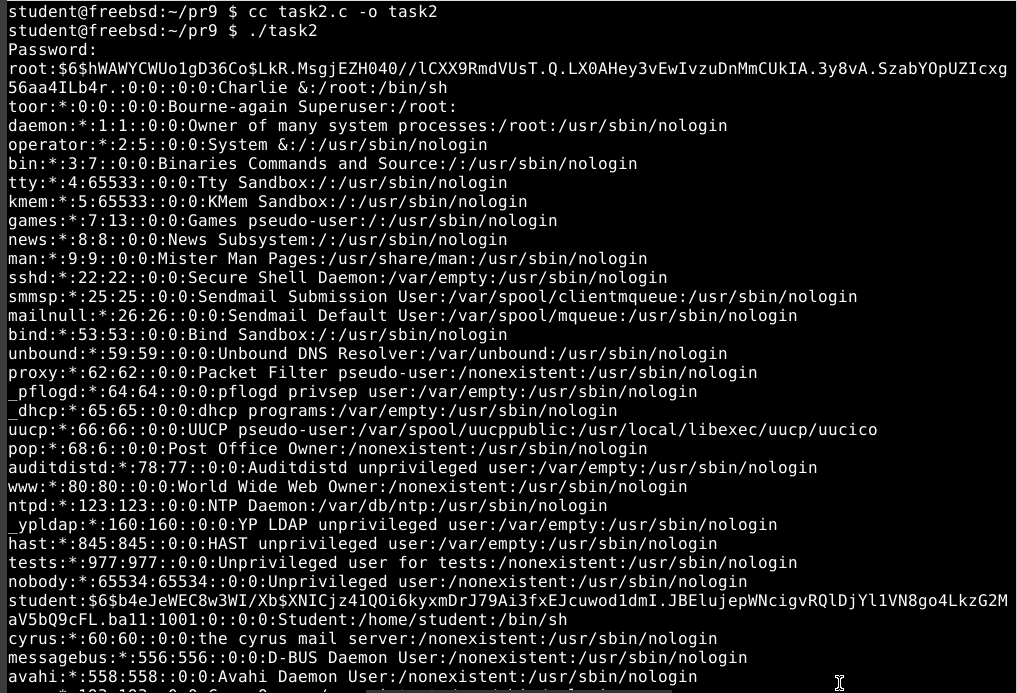 student@freebsd:~/pr9 $ cc task2.c -o task2
student@freebsd:~/pr9 $ ./task2
Password:
root:$6$hWAWYCWUo1gD36Co$LkR.MsgjEZH040//lCXX9RmdVUsT.Q.LX0AHey3vEwIvzuDnMmCUkIA.3y8vA.SzabYOpUZIcxg
56aa4ILb4r.:0:0::0:0:Charlie &:/root:/bin/sh
toor:*:0:0::0:0:Bourne-again Superuser:/root:
daemon:*:1:1::0:0:Owner of many system processes:/root:/usr/sbin/nologin
operator:*:2:5::0:0:System &:/:/usr/sbin/nologin
bin:*:3:7::0:0:Binaries Commands and Source:/:/usr/sbin/nologin
tty:*:4:65533::0:0:Tty Sandbox:/:/usr/sbin/nologin
kmem:*:5:65533::0:0:KMem Sandbox:/:/usr/sbin/nologin
games:*:7:13::0:0:Games pseudo-user:/:/usr/sbin/nologin
news:*:8:8::0:0:News Subsystem:/:/usr/sbin/nologin
man:*:9:9::0:0:Mister Man Pages:/usr/share/man:/usr/sbin/nologin
sshd:*:22:22::0:0:Secure Shell Daemon:/var/empty:/usr/sbin/nologin
smmsp:*:25:25::0:0:Sendmail Submission User:/var/spool/clientmqueue:/usr/sbin/nologin
mailnull:*:26:26::0:0:Sendmail Default User:/var/spool/mqueue:/usr/sbin/nologin
bind:*:53:53::0:0:Bind Sandbox:/:/usr/sbin/nologin
unbound:*:59:59::0:0:Unbound DNS Resolver:/var/unbound:/usr/sbin/nologin
proxy:*:62:62::0:0:Packet Filter pseudo-user:/nonexistent:/usr/sbin/nologin
_pflogd:*:64:64::0:0:pflogd privsep user:/var/empty:/usr/sbin/nologin
_dhcp:*:65:65::0:0:dhcp programs:/var/empty:/usr/sbin/nologin
uucp:*:66:66::0:0:UUCP pseudo-user:/var/spool/uucppublic:/usr/local/libexec/uucp/uucico
pop:*:68:6::0:0:Post Office Owner:/nonexistent:/usr/sbin/nologin
auditdistd:*:78:77::0:0:Auditdistd unprivileged user:/var/empty:/usr/sbin/nologin
www:*:80:80::0:0:World Wide Web Owner:/nonexistent:/usr/sbin/nologin
ntpd:*:123:123::0:0:NTP Daemon:/var/db/ntp:/usr/sbin/nologin
_ypldap:*:160:160::0:0:YP LDAP unprivileged user:/var/empty:/usr/sbin/nologin
hast:*:845:845::0:0:HAST unprivileged user:/var/empty:/usr/sbin/nologin
tests:*:977:977::0:0:Unprivileged user for tests:/nonexistent:/usr/sbin/nologin
nobody:*:65534:65534::0:0:Unprivileged user:/nonexistent:/usr/sbin/nologin
student:$6$b4eJeWEC8w3WI/Xb$XNICjz41QOi6kyxmDrJ79Ai3fxEJcuwod1dmI.JBElujepWNcigvRQlDjYl1VN8go4LkzG2M
aV5bQ9cFL.ba11:1001:0::0:0:Student:/home/student:/bin/sh
cyrus:*:60:60::0:0:the cyrus mail server:/nonexistent:/usr/sbin/nologin
messagebus:*:556:556::0:0:D-BUS Daemon User:/nonexistent:/usr/sbin/nologin
avahi:*:558:558::0:0:Avahi Daemon User:/nonexistent:/usr/sbin/nologin